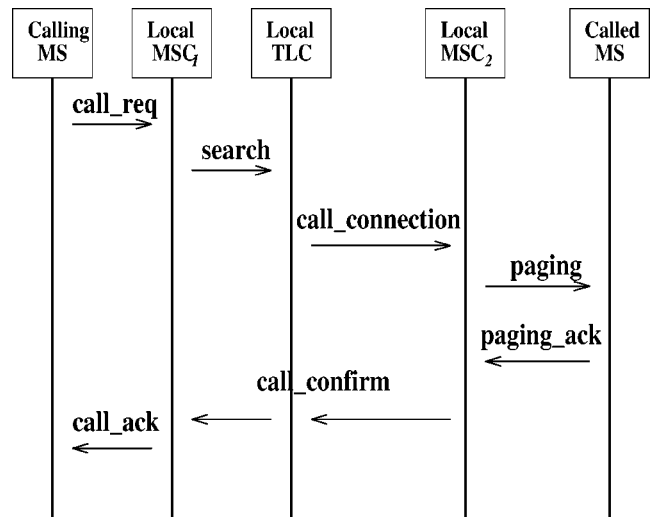 Calling
MS
Local
MSC1
Local
TLC
Local
MSC2
Called
MS
call_req
search
call_connection
paging
paging_ack
call_confirm
call_ack